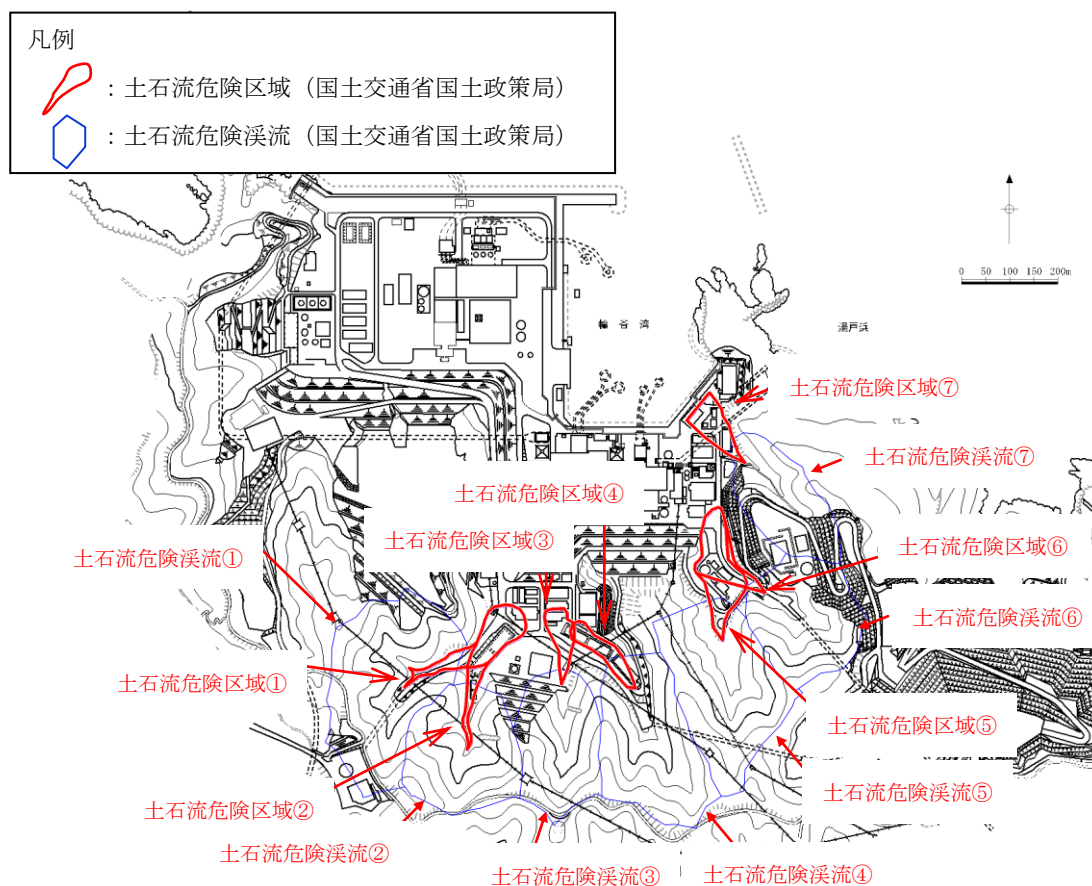 凡例
：土石流危険区域（国土交通省国土政策局）
：土石流危険渓流（国土交通省国土政策局）
0 50 100 150 200m
輪谷湾
湯戸浜
土石流危険区域⑦
土石流危険渓流⑦
土石流危険区域④
土石流危険区域③
土石流危険渓流①
土石流危険区域⑥
土石流危険渓流⑥
土石流危険区域①
土石流危険区域⑤
土石流危険渓流⑤
土石流危険区域②
土石流危険渓流②
土石流危険渓流③
土石流危険渓流④